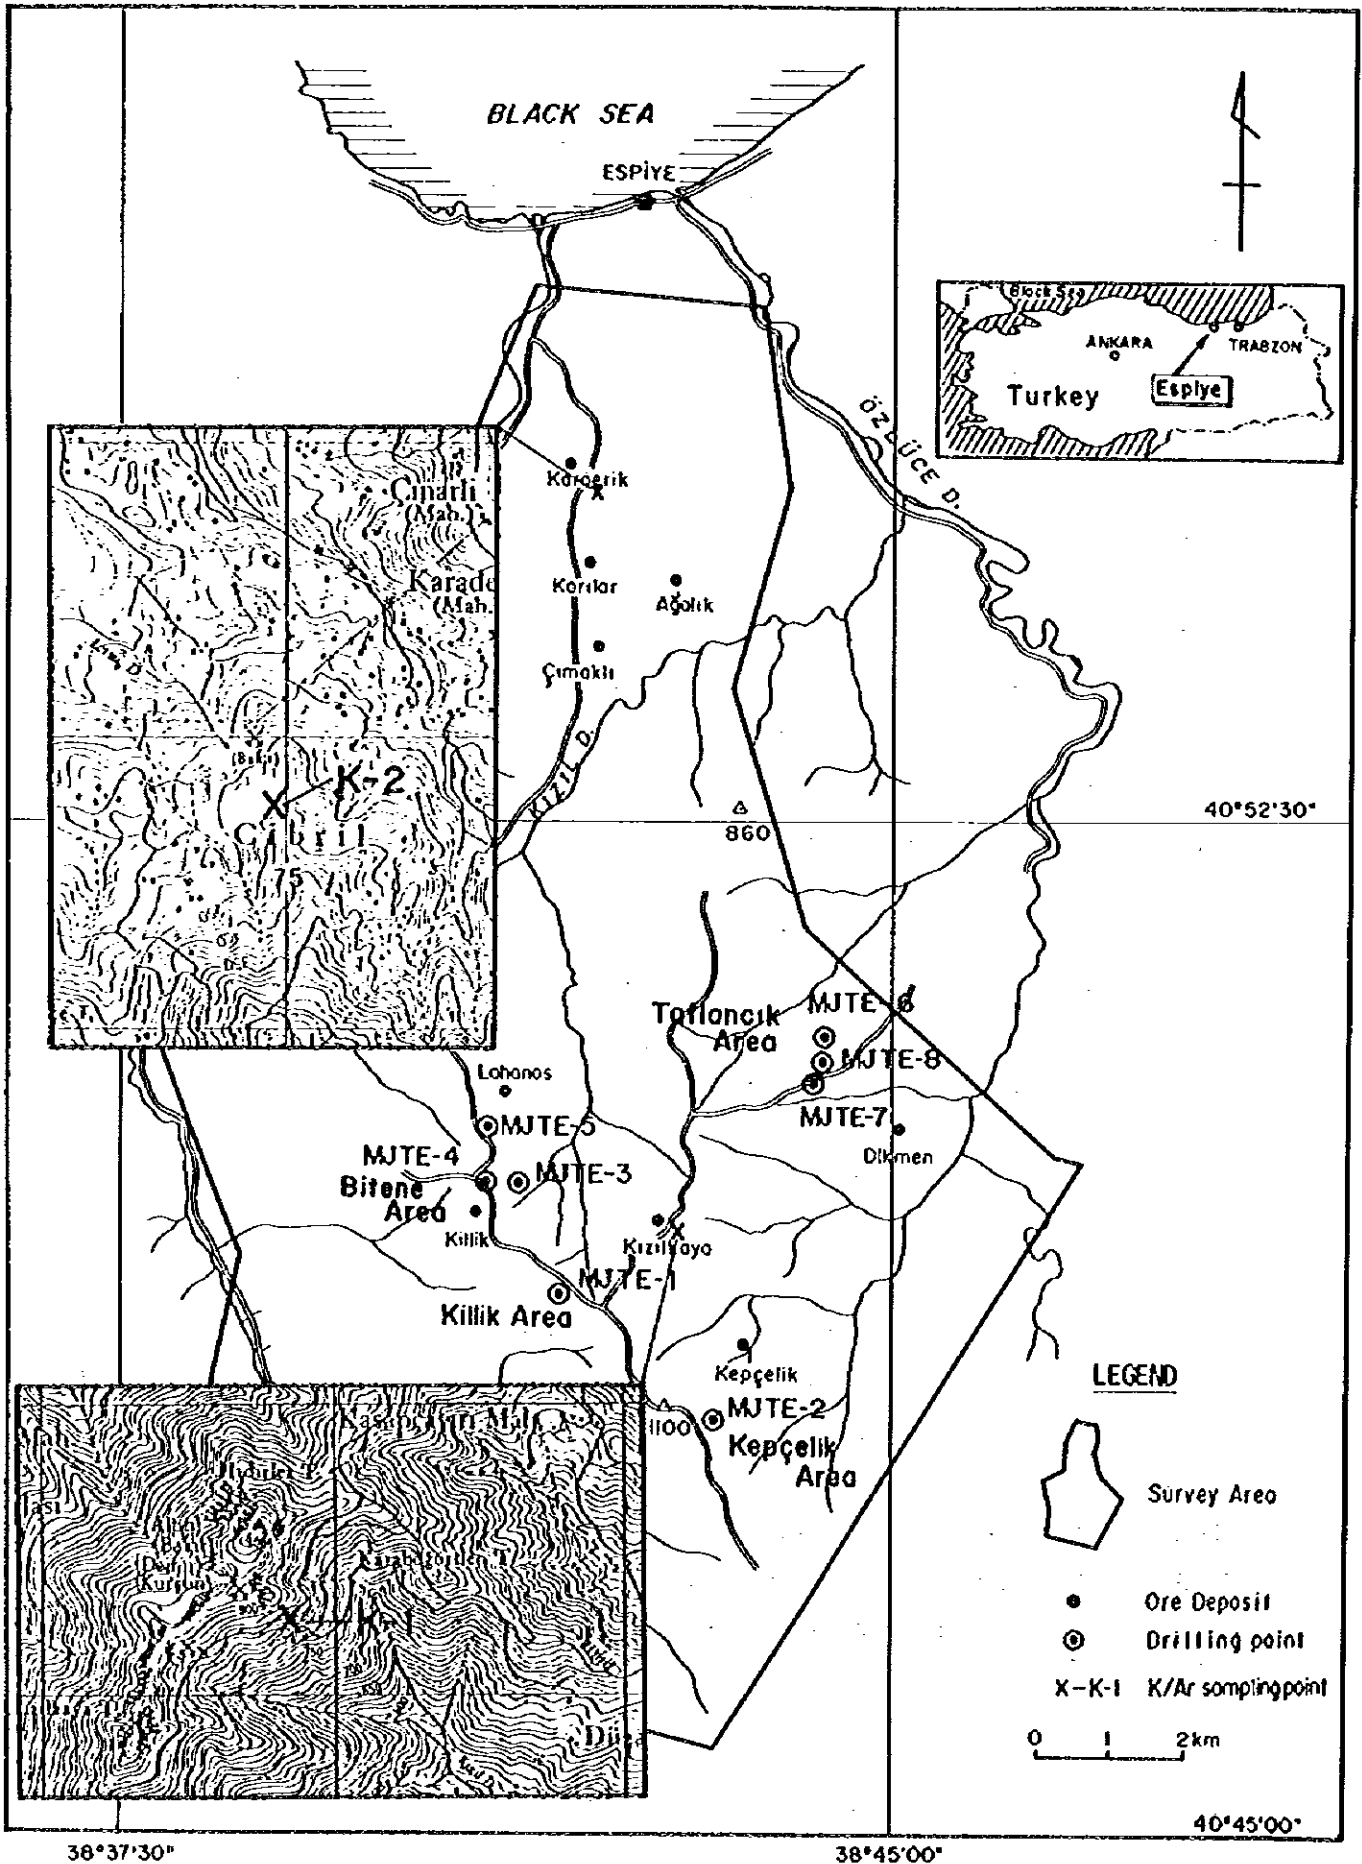 BLACK SEA
ESPİYE
Black Sea
ANKARA
TRABZON
Turkey
Espiye
ÖZLÜCE D.
Karaerik
Çınarlı
(Mah.)
Karılar
Karade
(Mah.
Ağalık
Çımaklı
KIZIL D.
K-2
40°52'30"
860
75
Taflancık
Area
MJTE-6
MJTE-8
MJTE-7
Lahanos
MJTE-5
Dikmen
MJTE-4
MJTE-3
Bitene
Area
Killik
Kızılkaya
MJTE-1
Killik Area
Kepçelik
LEGEND
MJTE-2
1100
Kepçelik
Area
Survey Area
K-1
Ore Deposit
Drilling point
X-K-1 K/Ar sampling point
0 1 2km
40°45'00"
38°37'30"
38°45'00"